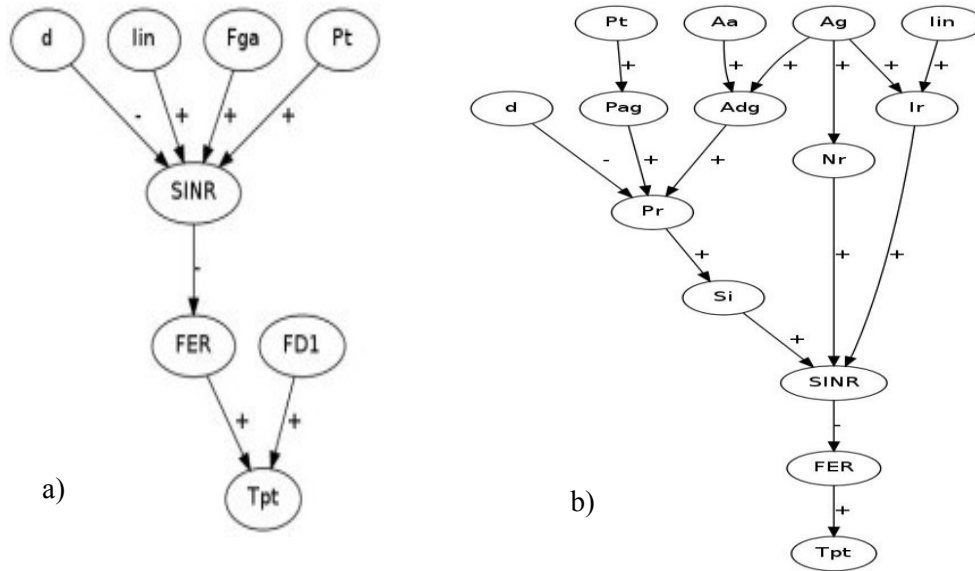 d Iin Fga Pt
- + + +
SINR
-
FER FD1
+ +
Tpt
a)
Pt Aa Ag Iin
+ + + + + +
d Pag Adg Ir
- + + Nr
Pr
+ + +
Si
+
SINR
-
FER
+
Tpt
b)